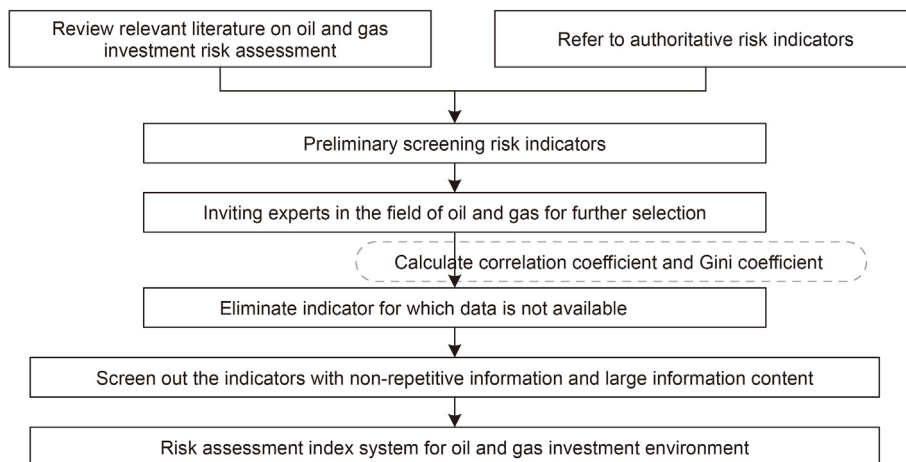 Review relevant literature on oil and gas
investment risk assessment
Refer to authoritative risk indicators
Preliminary screening risk indicators
Inviting experts in the field of oil and gas for further selection
Calculate correlation coefficient and Gini coefficient
Eliminate indicator for which data is not available
Screen out the indicators with non-repetitive information and large information content
Risk assessment index system for oil and gas investment environment